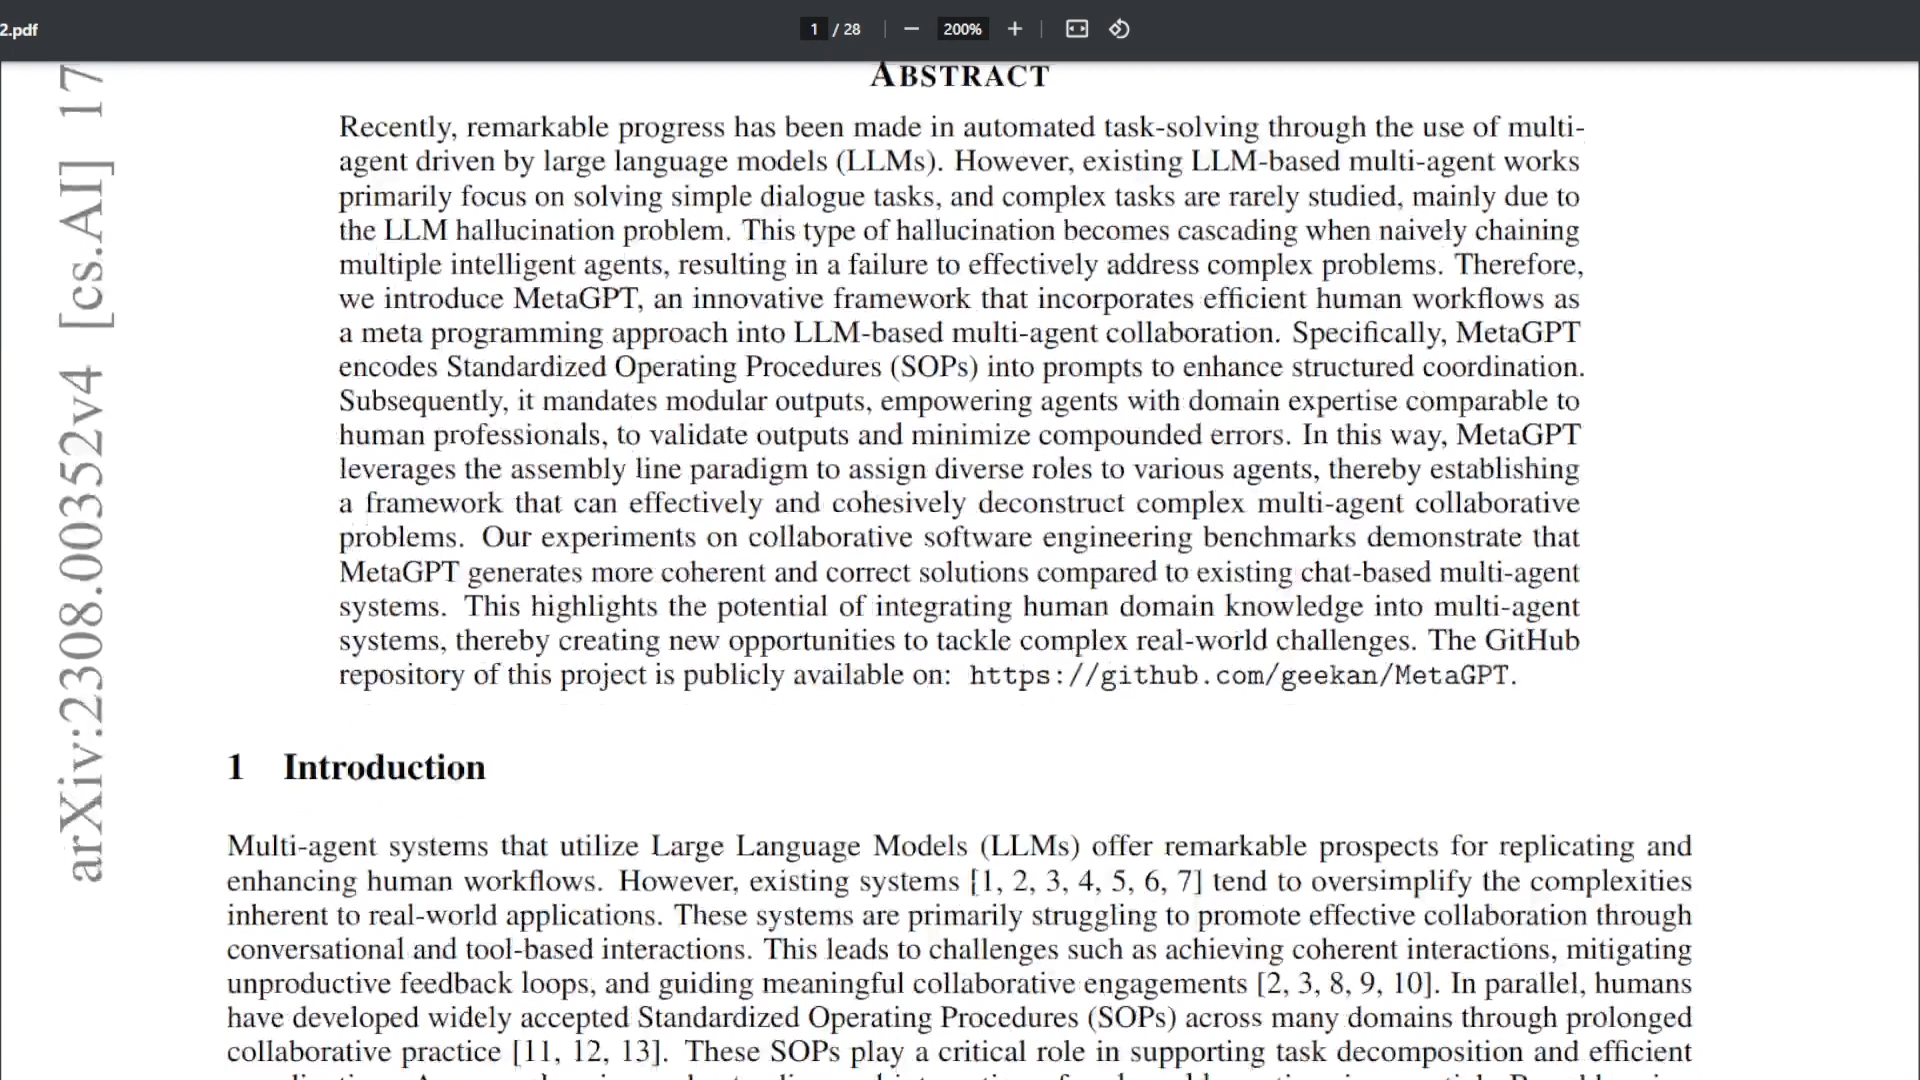 2.pdf
1 / 28
200%
ABSTRACT
Recently, remarkable progress has been made in automated task-solving through the use of multi-
agent driven by large language models (LLMs). However, existing LLM-based multi-agent works
primarily focus on solving simple dialogue tasks, and complex tasks are rarely studied, mainly due to
the LLM hallucination problem. This type of hallucination becomes cascading when naively chaining
multiple intelligent agents, resulting in a failure to effectively address complex problems. Therefore,
we introduce MetaGPT, an innovative framework that incorporates efficient human workflows as
a meta programming approach into LLM-based multi-agent collaboration. Specifically, MetaGPT
encodes Standardized Operating Procedures (SOPs) into prompts to enhance structured coordination.
Subsequently, it mandates modular outputs, empowering agents with domain expertise comparable to
human professionals, to validate outputs and minimize compounded errors. In this way, MetaGPT
leverages the assembly line paradigm to assign diverse roles to various agents, thereby establishing
a framework that can effectively and cohesively deconstruct complex multi-agent collaborative
problems. Our experiments on collaborative software engineering benchmarks demonstrate that
MetaGPT generates more coherent and correct solutions compared to existing chat-based multi-agent
systems. This highlights the potential of integrating human domain knowledge into multi-agent
systems, thereby creating new opportunities to tackle complex real-world challenges. The GitHub
repository of this project is publicly available on: https://github.com/geekan/MetaGPT.
1 Introduction
Multi-agent systems that utilize Large Language Models (LLMs) offer remarkable prospects for replicating and
enhancing human workflows. However, existing systems [1, 2, 3, 4, 5, 6, 7] tend to oversimplify the complexities
inherent to real-world applications. These systems are primarily struggling to promote effective collaboration through
conversational and tool-based interactions. This leads to challenges such as achieving coherent interactions, mitigating
unproductive feedback loops, and guiding meaningful collaborative engagements [2, 3, 8, 9, 10]. In parallel, humans
have developed widely accepted Standardized Operating Procedures (SOPs) across many domains through prolonged
collaborative practice [11, 12, 13]. These SOPs play a critical role in supporting task decomposition and efficient
arXiv:2308.00352v4 [cs.AI] 17